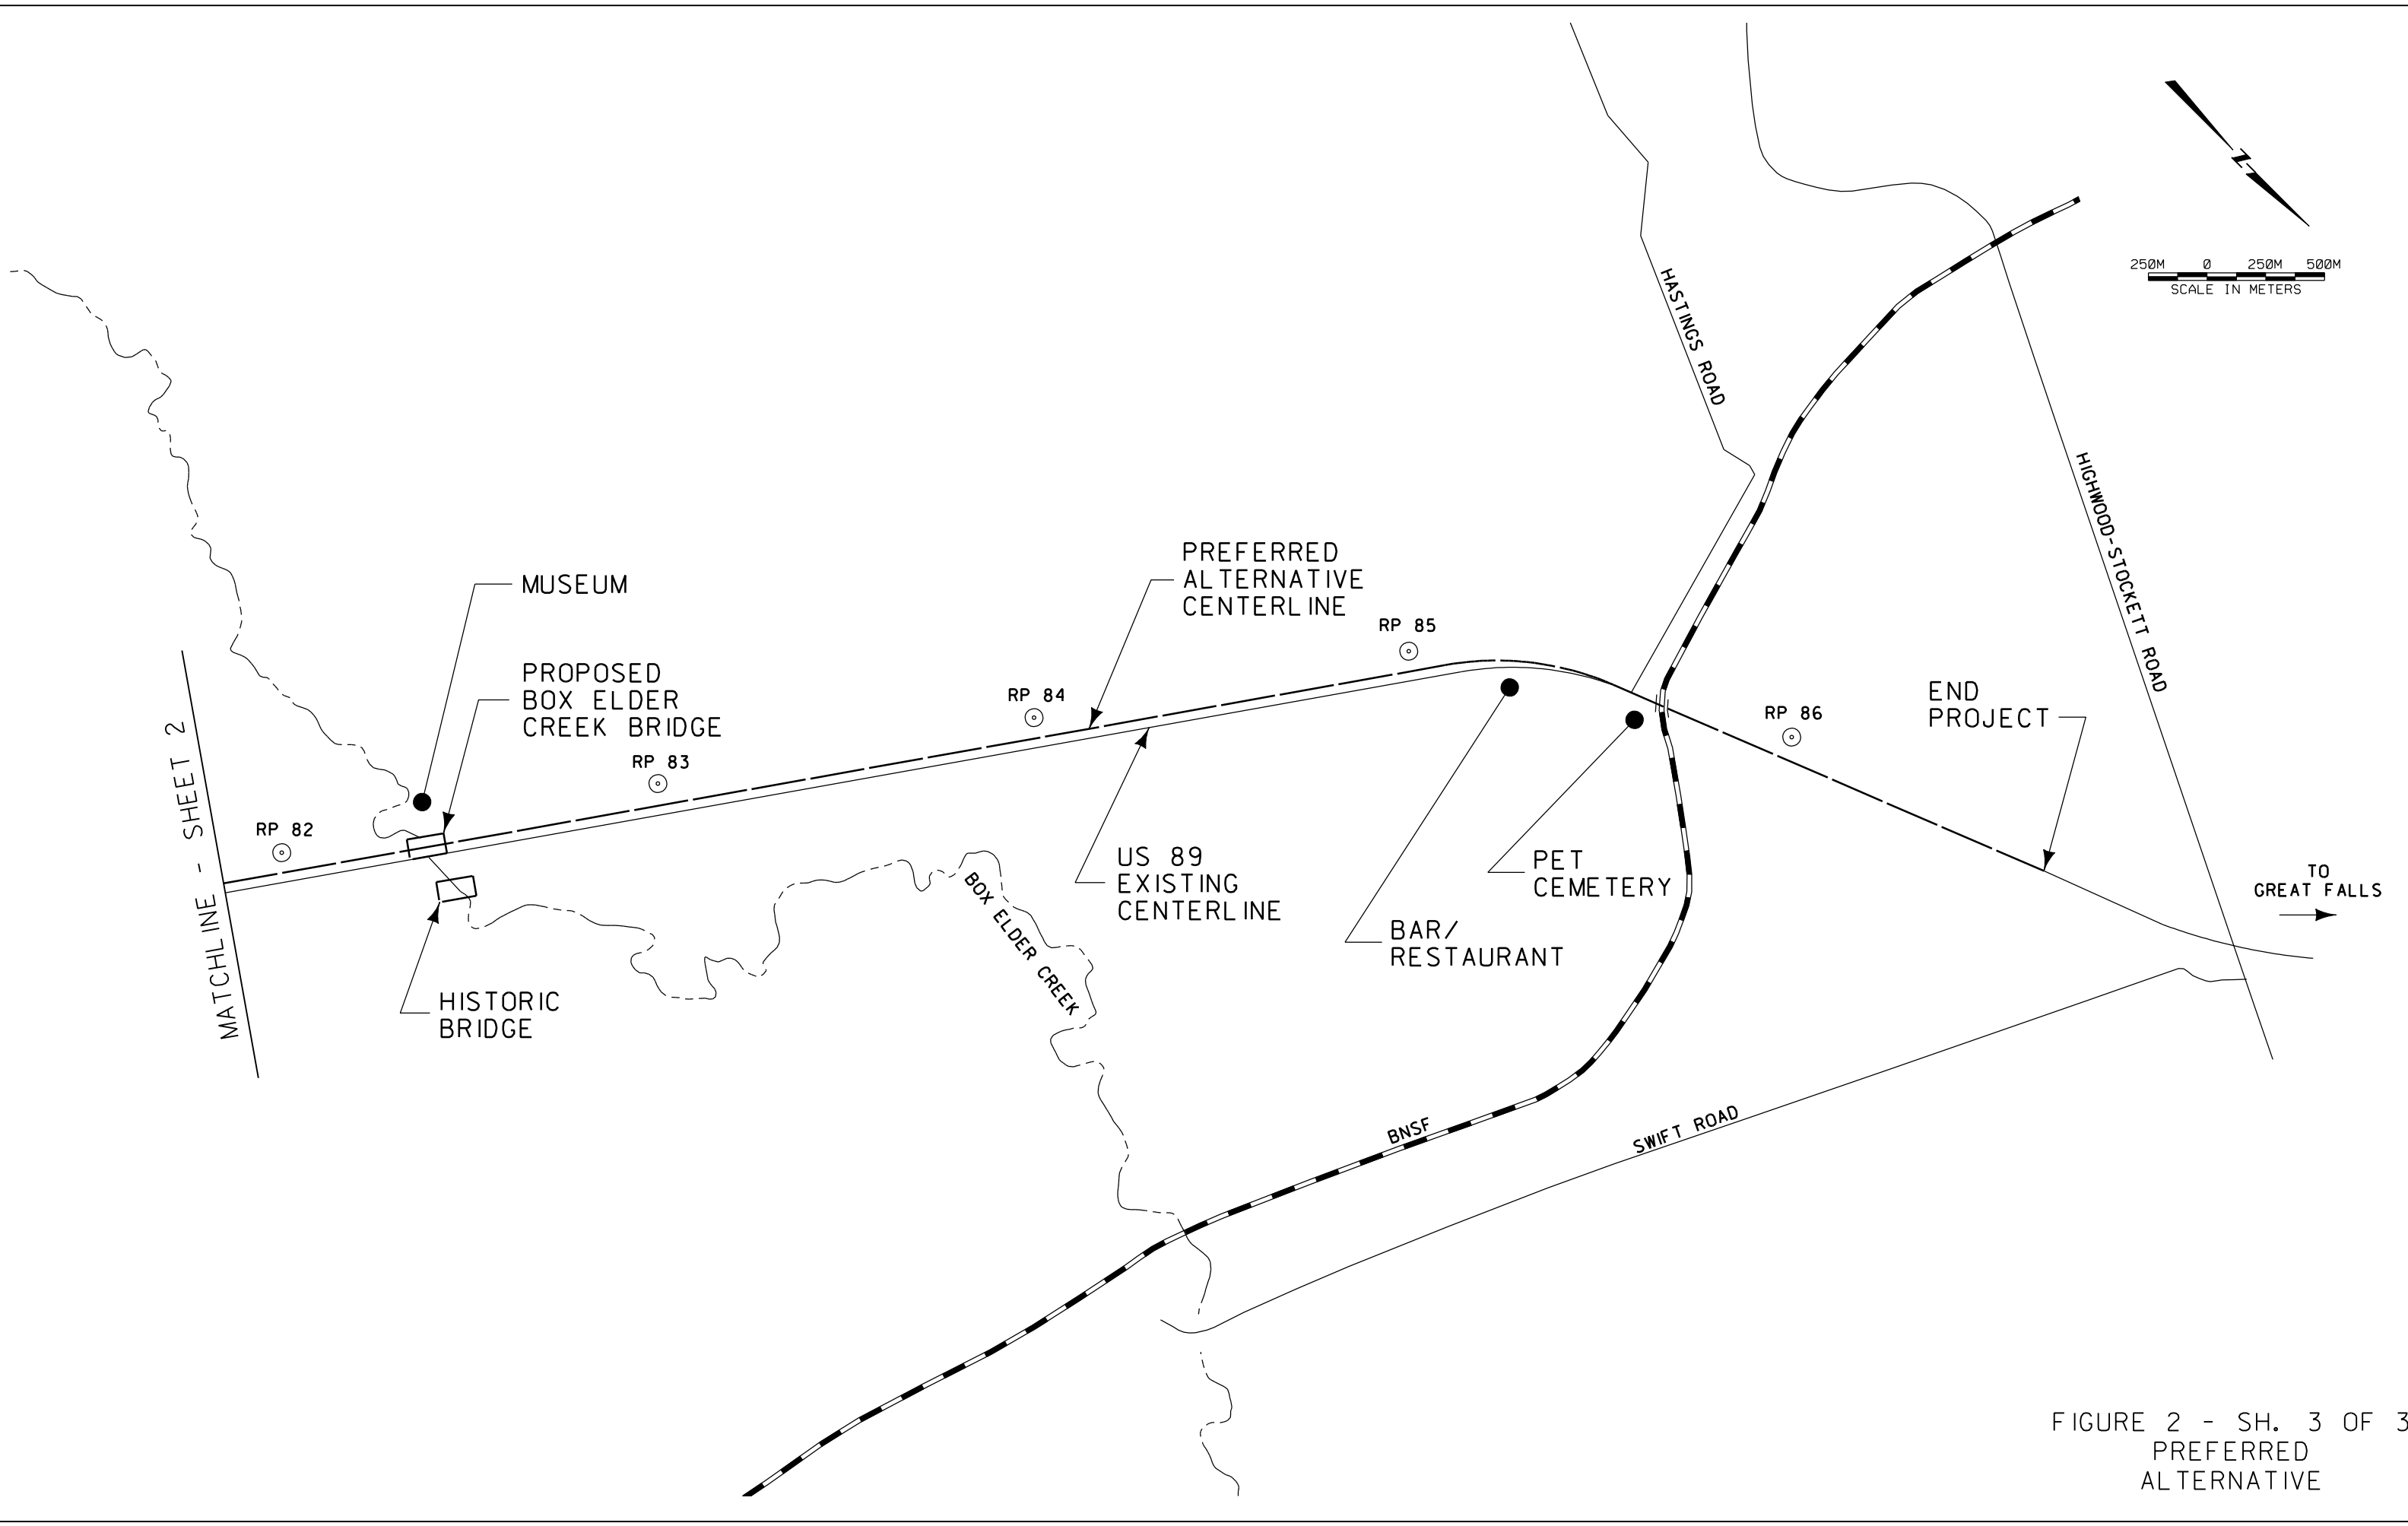 HASTINGS ROAD
250M 0 250M 500M
SCALE IN METERS
HIGHWOOD-STOCKETT ROAD
MUSEUM
PREFERRED
ALTERNATIVE
CENTERLINE
PROPOSED
BOX ELDER
CREEK BRIDGE
RP 82
RP 83
RP 84
RP 85
RP 86
END
PROJECT
MATCHLINE - SHEET 2
US 89
EXISTING
CENTERLINE
PET
CEMETERY
BAR/
RESTAURANT
TO
GREAT FALLS
BOX ELDER CREEK
HISTORIC
BRIDGE
BNSF
SWIFT ROAD
FIGURE 2 - SH. 3 OF 3
PREFERRED
ALTERNATIVE